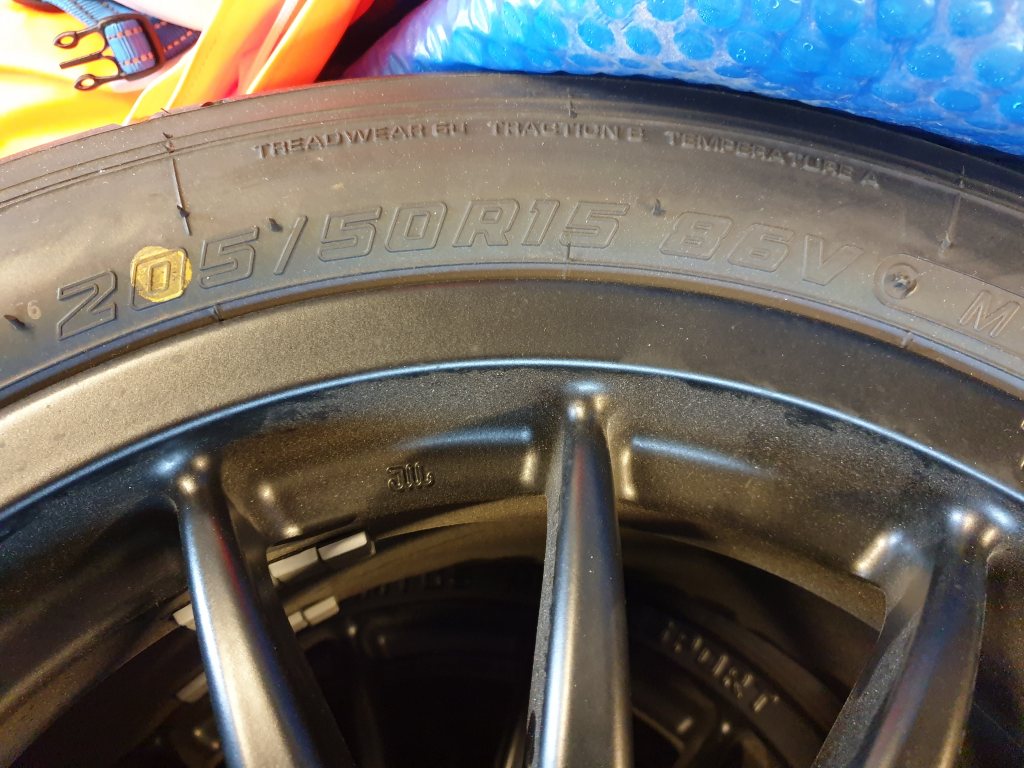 TREADWEAR 60 TRACTION B TEMPERATURE A
205/50R15 86V M